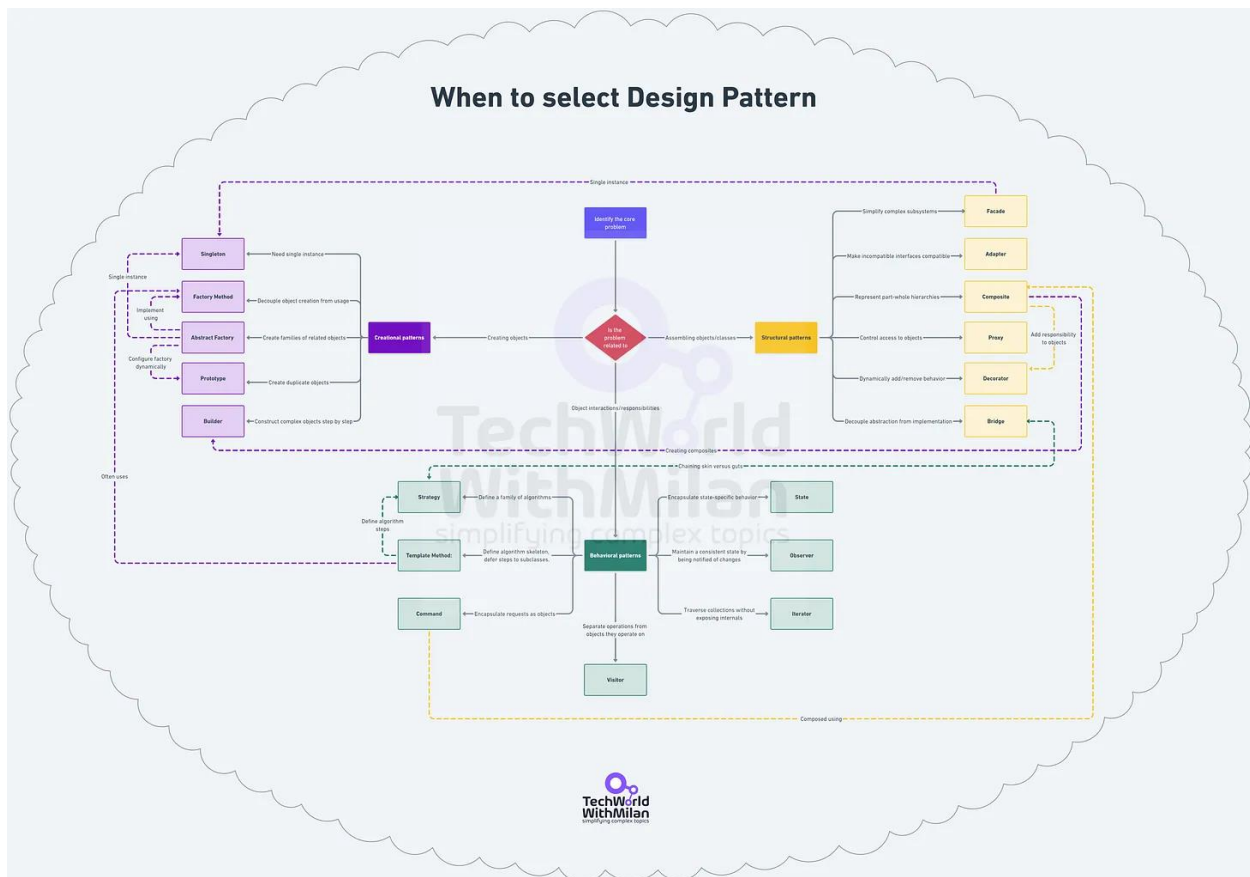 When to select Design Pattern
Single instance
Identify the core
problem
Simplify complex subsystems
Facade
Singleton
Need single instance
Make incompatible interfaces compatible
Adapter
Single instance
Factory Method
Decouple object creation from usage
Represent part-whole hierarchies
Composite
Implement
using
Abstract Factory
Create families of related objects
Creational patterns
Creating objects
Is the
problem
related to
Assembling objects/classes
Structural patterns
Control access to objects
Proxy
Add responsibility
to objects
Configure factory
dynamically
Prototype
Create duplicate objects
Dynamically add/remove behavior
Decorator
Object interactions/responsibilities
Builder
Construct complex objects step by step
Decouple abstraction from implementation
Bridge
TechWorld
WithMilan
simplifying complex topics
Creating composites
Chaining skin versus guts
Often uses
Strategy
Define a family of algorithms
Encapsulate state-specific behavior
State
Define algorithm
steps
Template Method:
Define algorithm skeleton,
defer steps to subclasses.
Behavioral patterns
Maintain a consistent state by
being notified of changes
Observer
Command
Encapsulate requests as objects
Traverse collections without
exposing internals
Iterator
Separate operations from
objects they operate on
Visitor
Composed using
TechWorld
WithMilan
simplifying complex topics